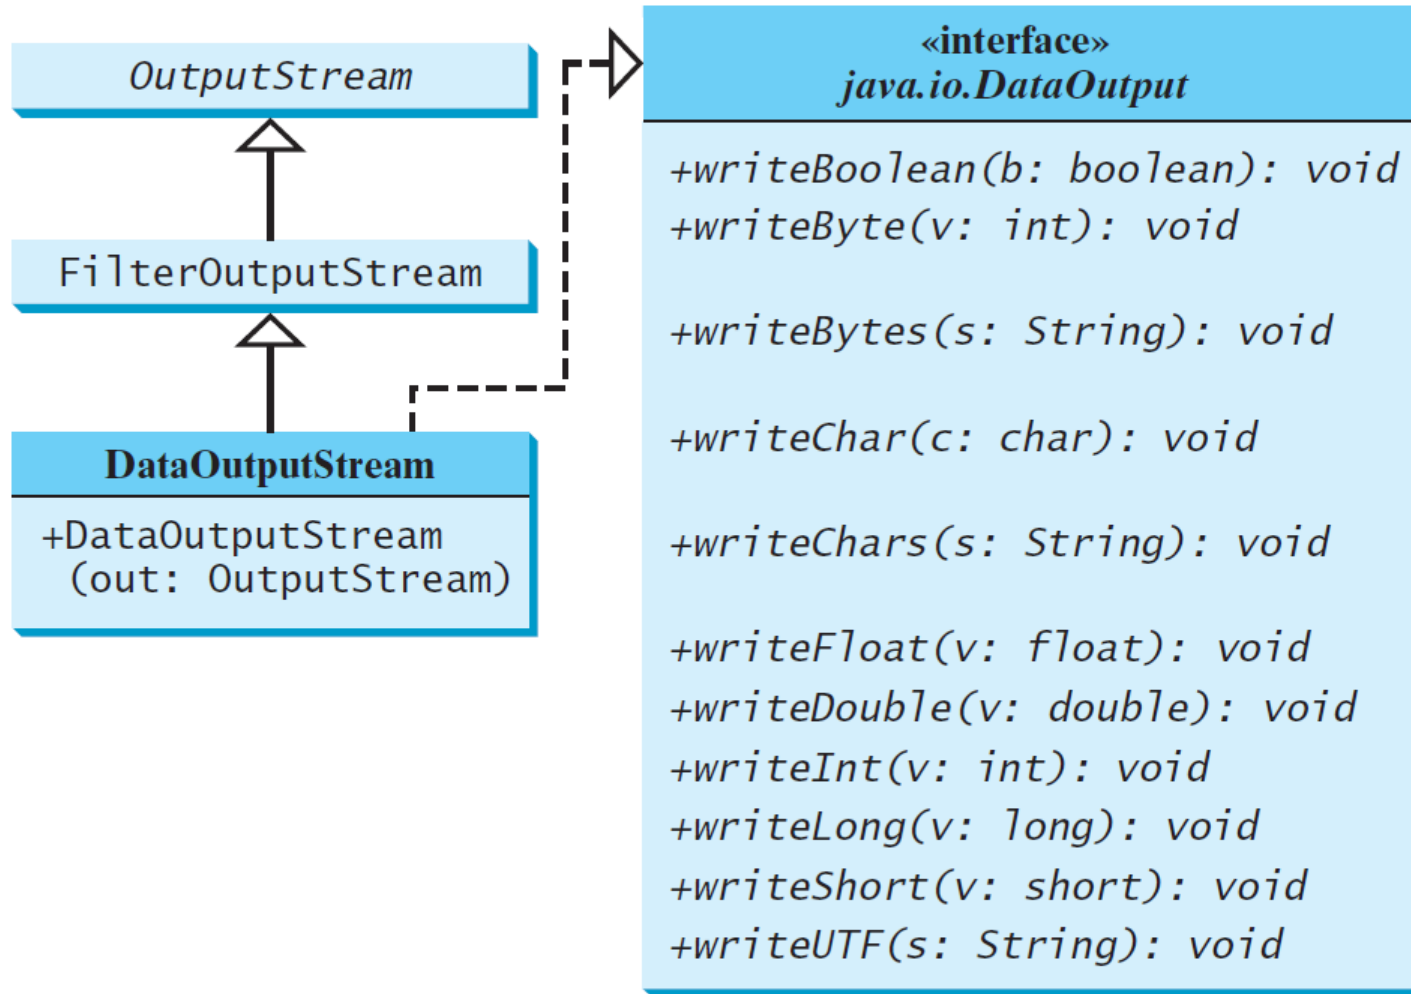 OutputStream
FilterOutputStream
DataOutputStream
+DataOutputStream
(out: OutputStream)
«interface»
java.io.DataOutput
+writeBoolean(b: boolean): void
+writeByte(v: int): void
+writeBytes(s: String): void
+writeChar(c: char): void
+writeChars(s: String): void
+writeFloat(v: float): void
+writeDouble(v: double): void
+writeInt(v: int): void
+writeLong(v: long): void
+writeShort(v: short): void
+writeUTF(s: String): void